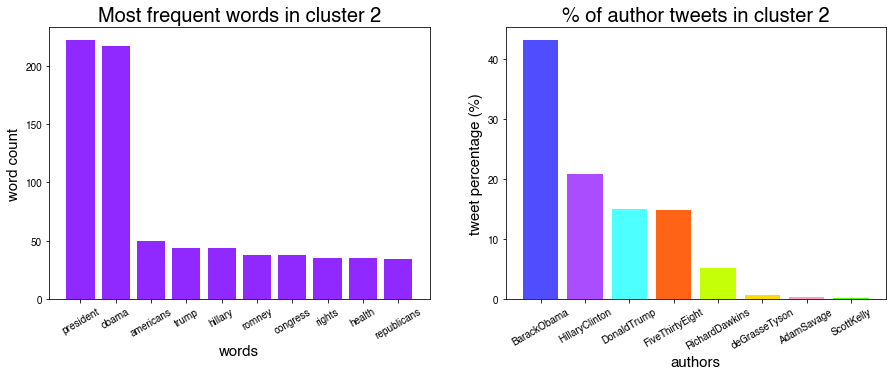 Most frequent words in cluster 2
word count
200
150
100
50
0
president
obama
americans
trump
hillary
romney
congress
rights
health
republicans
words
% of author tweets in cluster 2
tweet percentage (%)
40
30
20
10
0
BarackObama
HillaryClinton
DonaldTrump
FiveThirtyEight
RichardDawkins
deGrasseTyson
AdamSavage
ScottKelly
authors